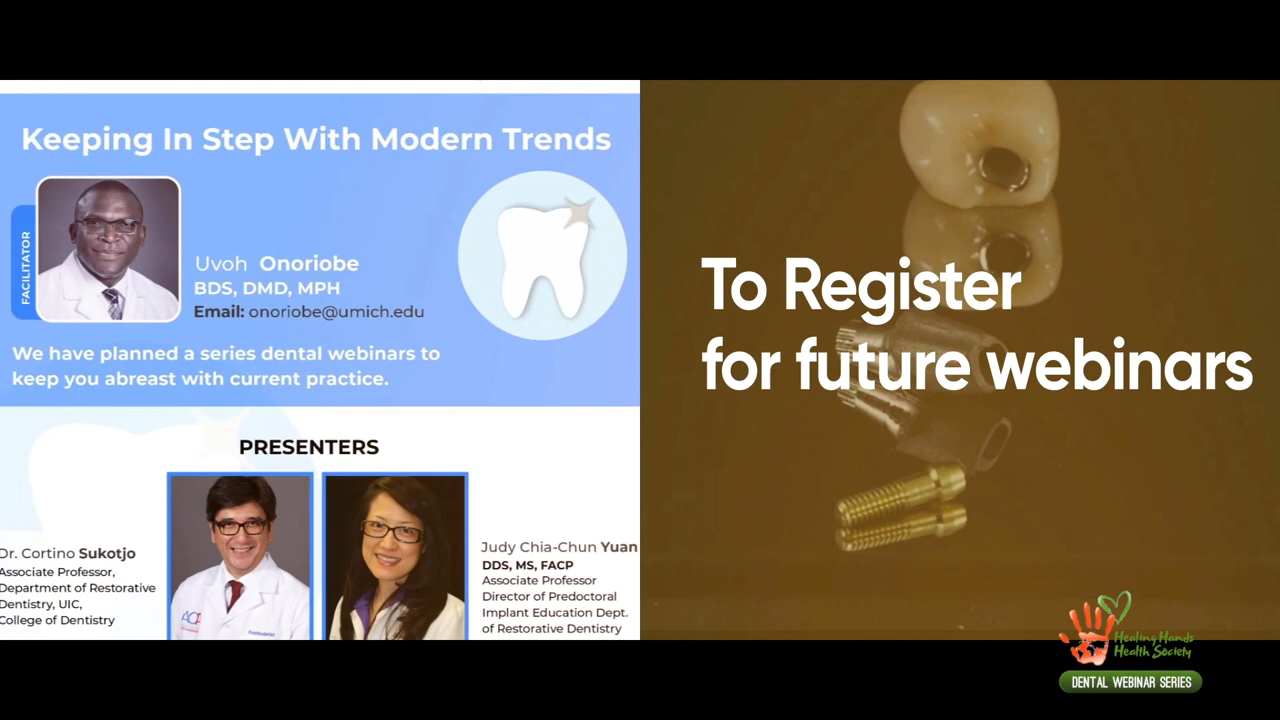 Keeping In Step With Modern Trends
FACILITATOR
Uvoh Onoriobe
BDS, DMD, MPH
Email: onoriobe@umich.edu
We have planned a series dental webinars to
keep you abreast with current practice.
PRESENTERS
Dr. Cortino Sukotjo
Associate Professor,
Department of Restorative
Dentistry, UIC,
College of Dentistry
Judy Chia-Chun Yuan
DDS, MS, FACP
Associate Professor
Director of Predoctoral
Implant Education Dept.
of Restorative Dentistry
To Register
for future webinars
Healing Hands
Health Society
DENTAL WEBINAR SERIES